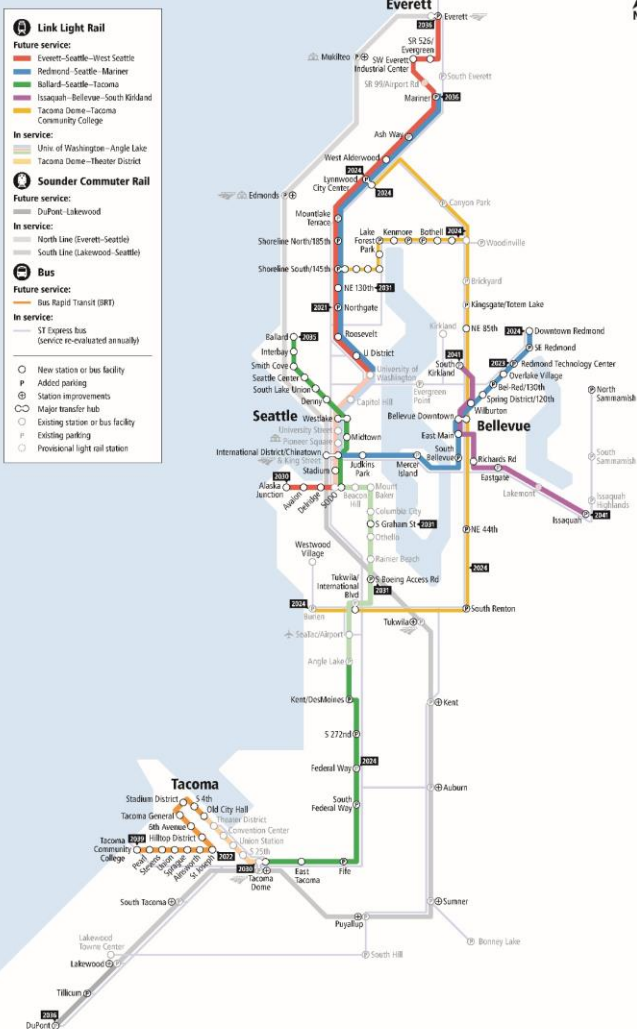 Everett
A
N
Link Light Rail
Future service:
Everett–Seattle–West Seattle
Redmond–Seattle–Mariner
Ballard–Seattle–Tacoma
Issaquah–Bellevue–South Kirkland
Tacoma Dome–Tacoma
Community College
In service:
Univ. of Washington–Angle Lake
Tacoma Dome–Theater District
Sounder Commuter Rail
Future service:
DuPont–Lakewood
In service:
North Line (Everett–Seattle)
South Line (Lakewood–Seattle)
Bus
Future service:
Bus Rapid Transit (BRT)
In service:
ST Express bus
(service re-evaluated annually)
New station or bus facility
P Added parking
Station improvements
Major transfer hub
Existing station or bus facility
P Existing parking
Provisional light rail station
Everett
2036
SR 526/
Evergreen
Mukilteo
SW Everett
Industrial Center
South Everett
SR 99/Airport Rd
Mariner
2036
Ash Way
West Alderwood
2024
Lynnwood
City Center
2024
Edmonds
Canyon Park
Mountlake
Terrace
Lake
Forest
Park
Kenmore
Bothell
2024
Woodinville
Shoreline North/185th
Shoreline South/145th
Brickyard
NE 130th
2031
2021
Northgate
Kingsgate/Totem Lake
Ballard
2035
Roosevelt
Kirkland
NE 85th
2024
Downtown Redmond
Interbay
U District
2041
SE Redmond
Smith Cove
University of
Washington
South
Kirkland
2023
Redmond Technology Center
Seattle Center
Overlake Village
South Lake Union
Evergreen
Point
Bel-Red/130th
North
Sammamish
Denny
Capitol Hill
Spring District/120th
Seattle
Westlake
Wilburton
Bellevue Downtown
Bellevue
University Street
Midtown
East Main
Pioneer Square
International District/Chinatown
& King Street
South
Bellevue
Richards Rd
South
Sammamish
Stadium
Judkins
Park
Mercer
Island
Eastgate
2030
Alaska
Junction
Avalon
Delridge
SODO
Beacon
Hill
Mount
Baker
Lakemont
Issaquah
Highlands
Issaquah
2041
Columbia City
S Graham St
2031
Othello
NE 44th
Westwood
Village
Rainier Beach
2024
Tukwila/
International
Blvd
S Boeing Access Rd
2031
2024
Burien
South Renton
Tukwila
SeaTac/Airport
Angle Lake
Kent/DesMoines
Kent
S 272nd
2024
Federal Way
Auburn
South
Federal Way
Tacoma
Stadium District
S 4th
Old City Hall
Tacoma General
Theater District
6th Avenue
Convention Center
2039
Hilltop District
Union Station
Tacoma
Community
College
Pearl
Stevens
Union
Sprague
Ainsworth
St Joseph
2022
S 25th
2030
Tacoma
Dome
East
Tacoma
Fife
South Tacoma
Sumner
Puyallup
Lakewood
Towne Center
Bonney Lake
South Hill
Lakewood
Tillicum
2036
DuPont